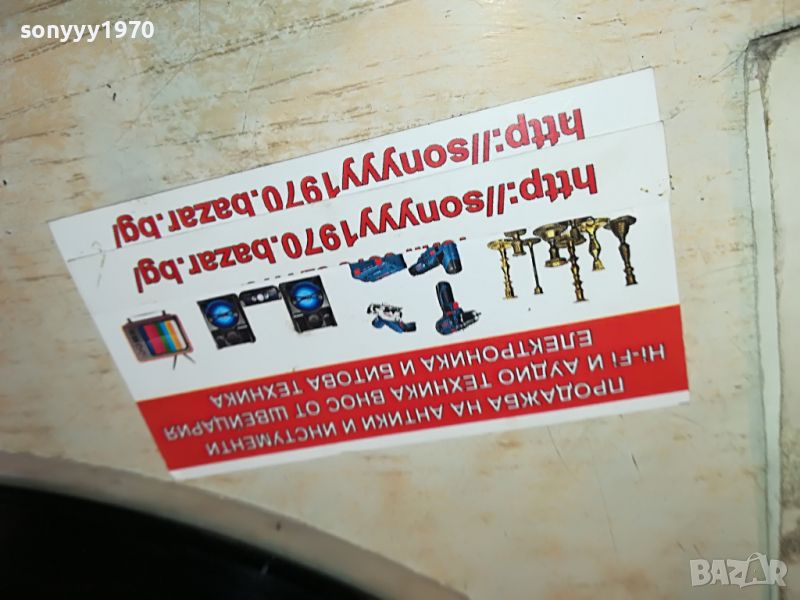 sonyyy1970
http://sonyyy1970.bazar.bg/
http://sonyyy1970.bazar.bg/
ПРОДАЖБА НА АНТИКИ И ИНСТУМЕНТИ
Hi-Fi И АУДИО ТЕХНИКА ВНОС ОТ ШВЕЙЦАРИЯ
ЕЛЕКТРОНИКА И БИТОВА ТЕХНИКА
BAZAR